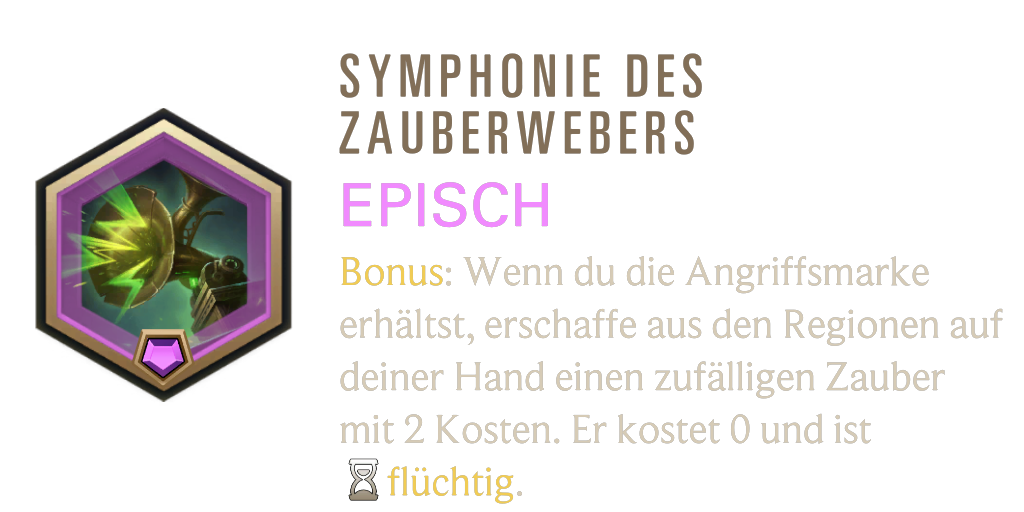 SYMPHONIE DES
ZAUBERWEBERS
EPISCH
Bonus: Wenn du die Angriffsmarke
erhältst, erschaffe aus den Regionen auf
deiner Hand einen zufälligen Zauber
mit 2 Kosten. Er kostet 0 und ist
flüchtig.